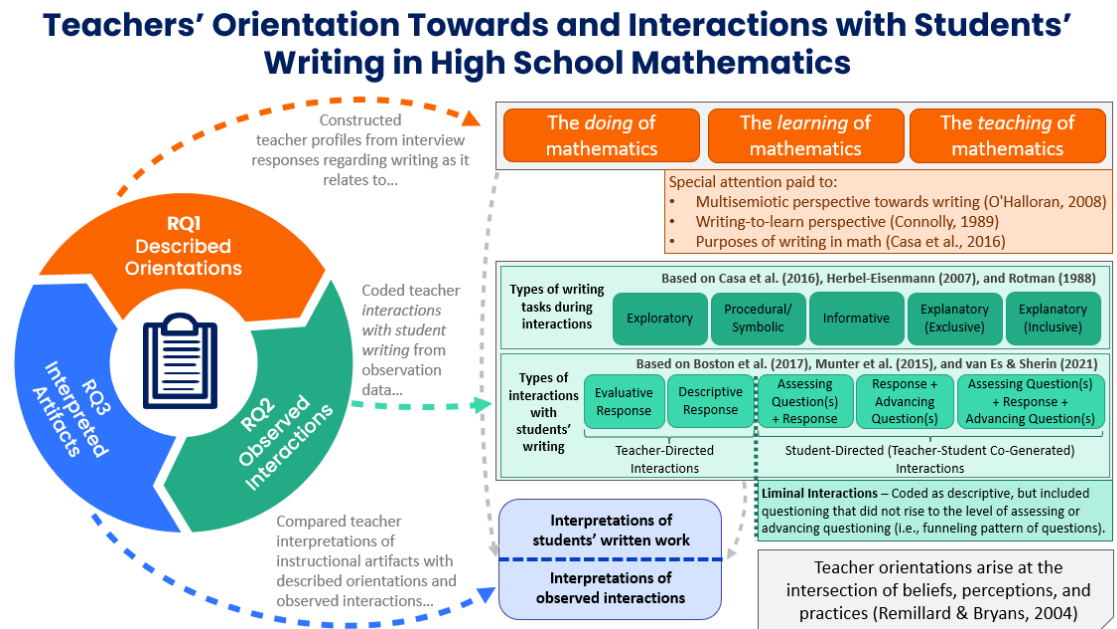 Teachers’ Orientation Towards and Interactions with Students’
Writing in High School Mathematics
Constructed
teacher profiles from interview
responses regarding writing as it
relates to…
The doing of
mathematics
The learning of
mathematics
The teaching of
mathematics
Special attention paid to:
• Multisemiotic perspective towards writing (O'Halloran, 2008)
• Writing-to-learn perspective (Connolly, 1989)
• Purposes of writing in math (Casa et al., 2016)
RQ1
Described
Orientations
RQ2
Observed
Interactions
RQ3
Interpreted
Artifacts
Coded teacher
interactions
with student
writing from
observation
data…
Based on Casa et al. (2016), Herbel-Eisenmann (2007), and Rotman (1988)
Types of writing
tasks during
interactions
Exploratory
Procedural/
Symbolic
Informative
Explanatory
(Exclusive)
Explanatory
(Inclusive)
Based on Boston et al. (2017), Munter et al. (2015), and van Es & Sherin (2021)
Types of
interactions
with
students’
writing
Evaluative
Response
Descriptive
Response
Assessing
Question(s)
+ Response
Response +
Advancing
Question(s)
Assessing Question(s)
+ Response +
Advancing Question(s)
Teacher-Directed
Interactions
Student-Directed (Teacher-Student Co-Generated)
Interactions
Liminal Interactions – Coded as descriptive, but included
questioning that did not rise to the level of assessing or
advancing questioning (i.e., funneling pattern of questions).
Compared teacher
interpretations of
instructional artifacts with
described orientations and
observed interactions…
Interpretations of
students’ written work
Interpretations of
observed interactions
Teacher orientations arise at the
intersection of beliefs, perceptions, and
practices (Remillard & Bryans, 2004)